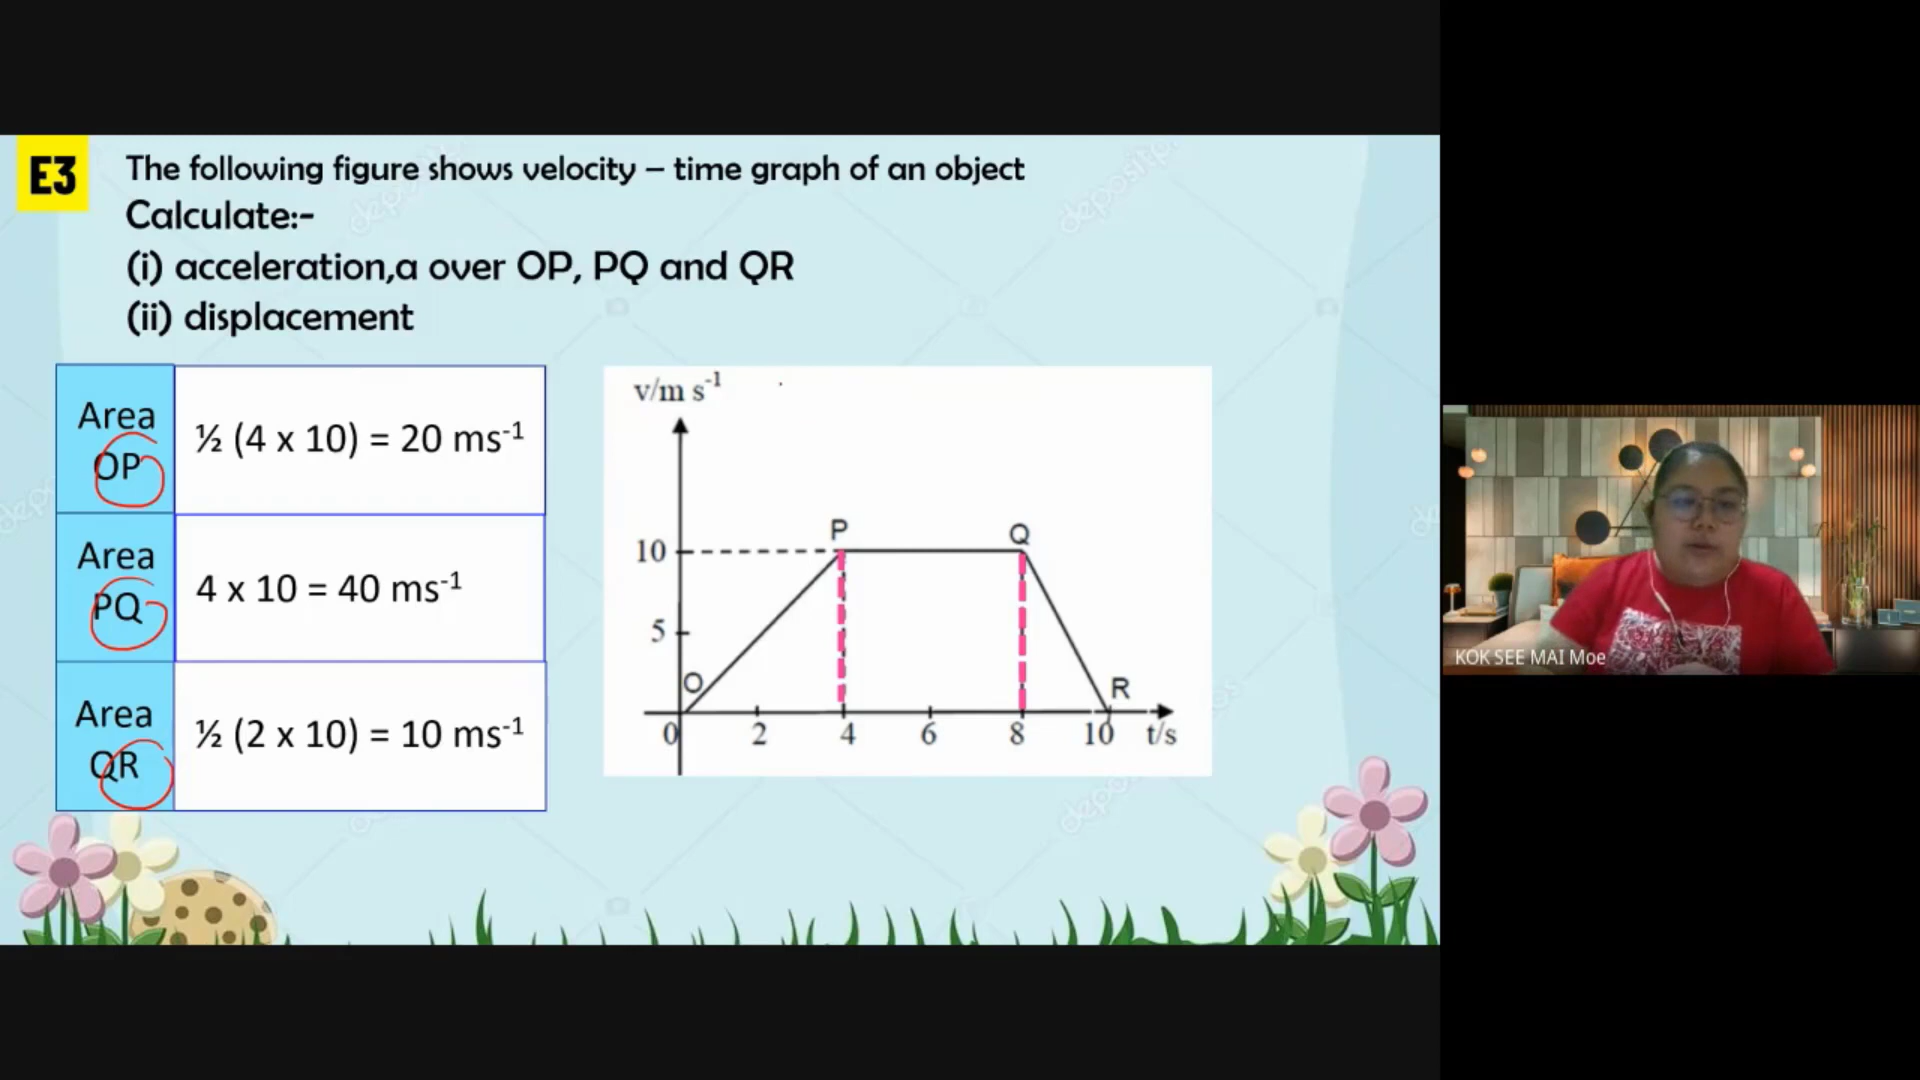 E3
The following figure shows velocity – time graph of an object
Calculate:-
(i) acceleration,a over OP, PQ and QR
(ii) displacement
Area
OP
½ (4 x 10) = 20 ms⁻¹
Area
PQ
4 x 10 = 40 ms⁻¹
Area
QR
½ (2 x 10) = 10 ms⁻¹
v/m s⁻¹
P
Q
10
5
O
R
0
2
4
6
8
10
t/s
KOK SEE MAI Moe